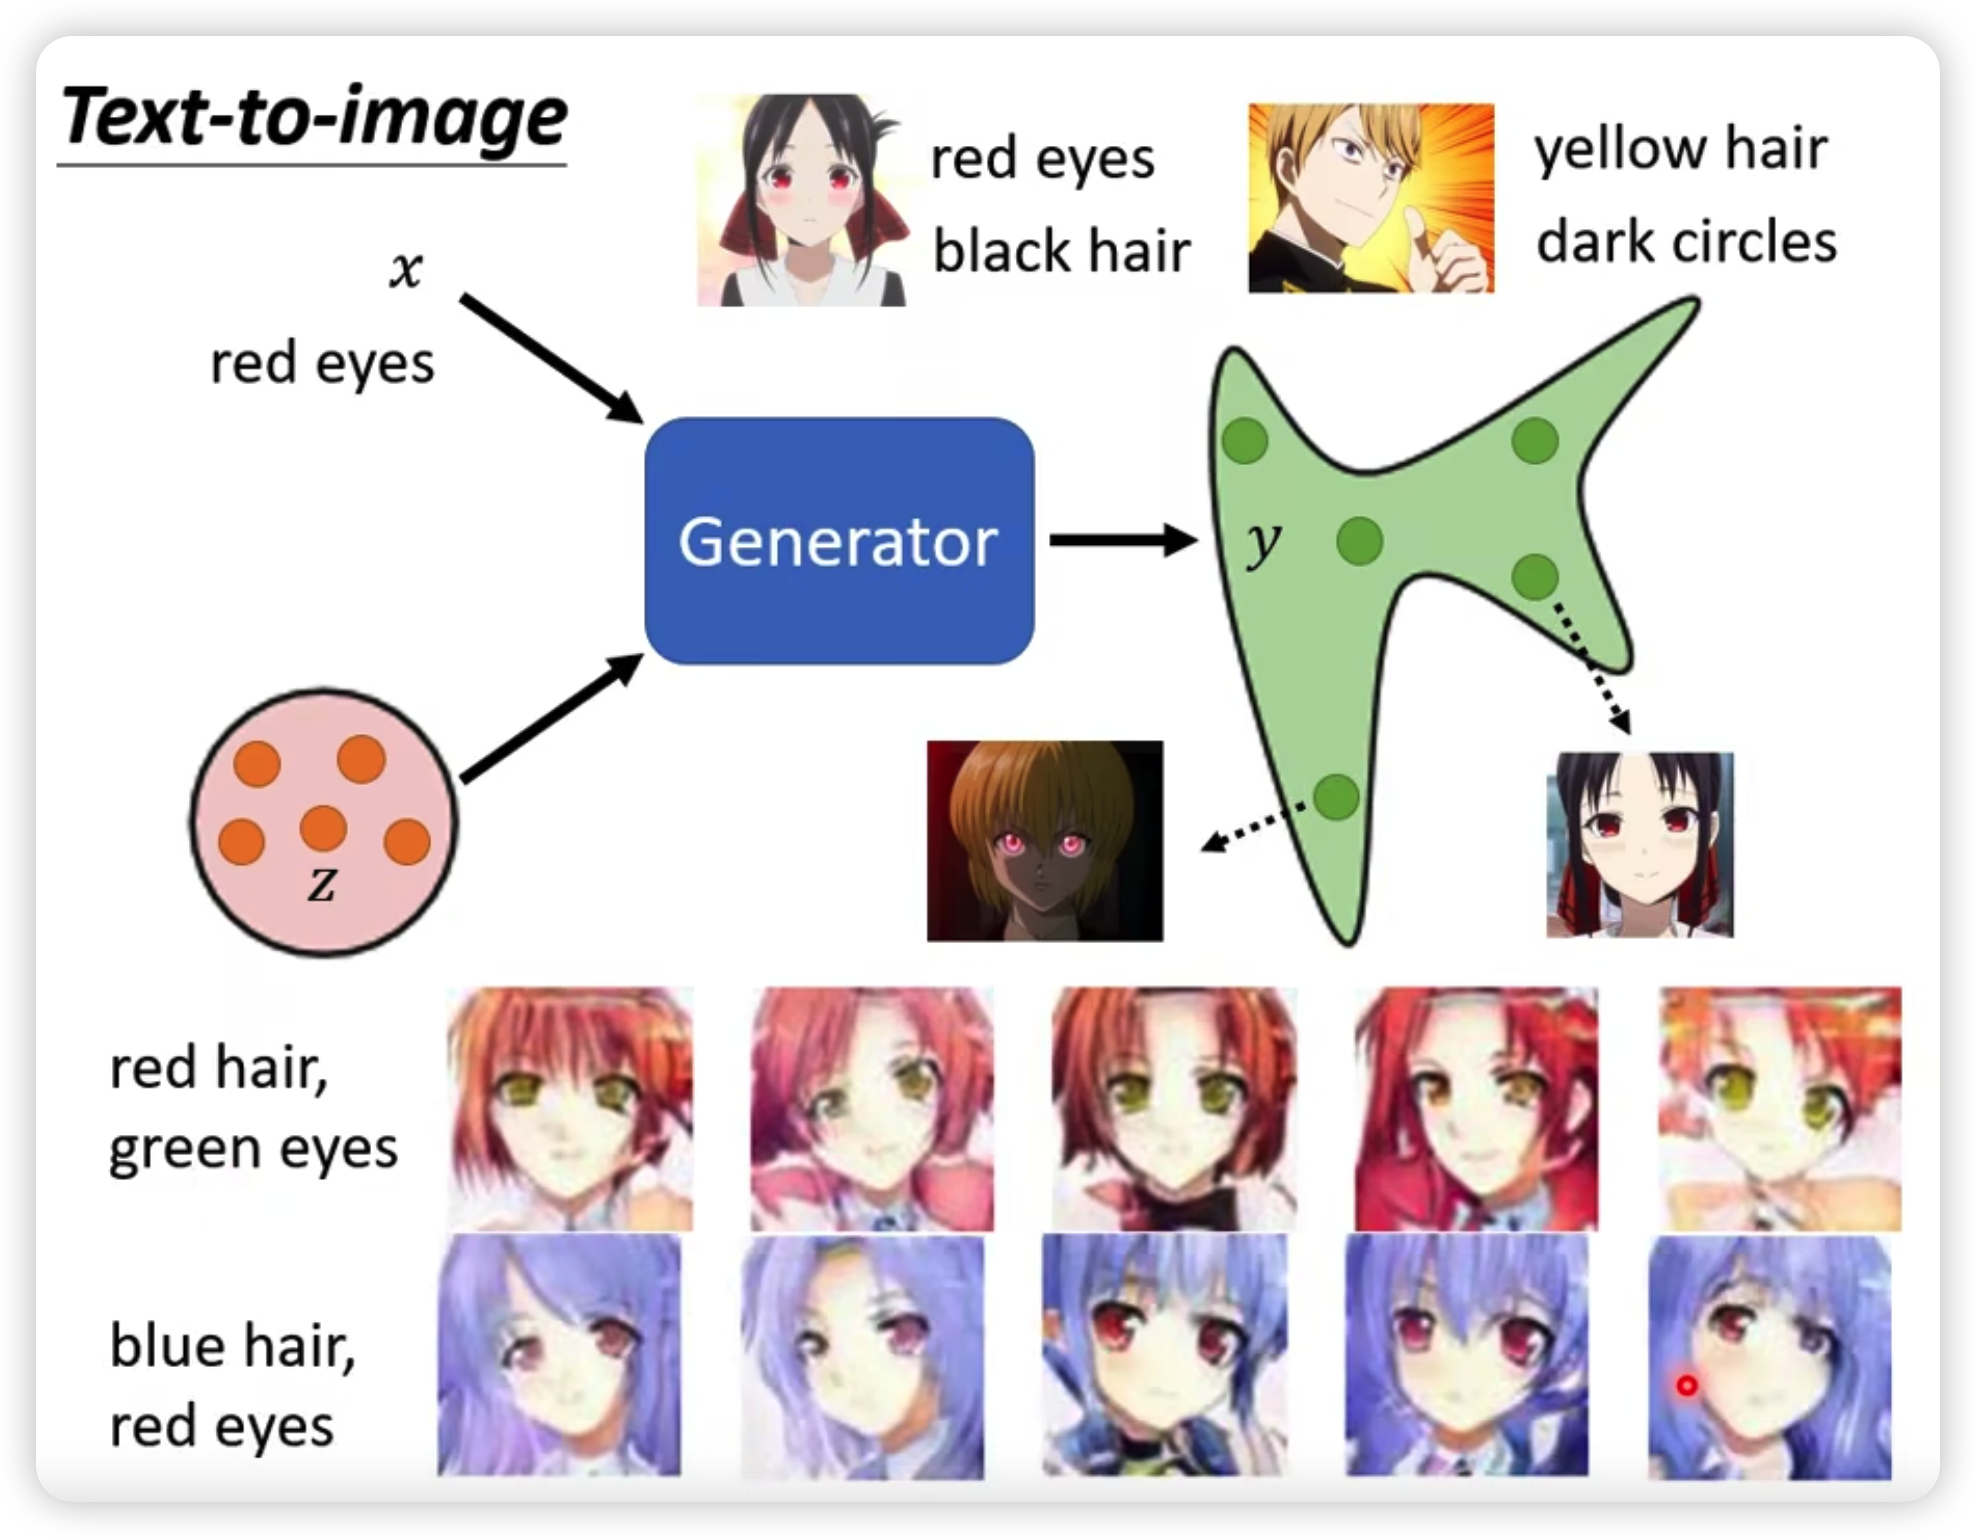 Text-to-image
red eyes
black hair
yellow hair
dark circles
x
red eyes
Generator
y
z
red hair,
green eyes
blue hair,
red eyes